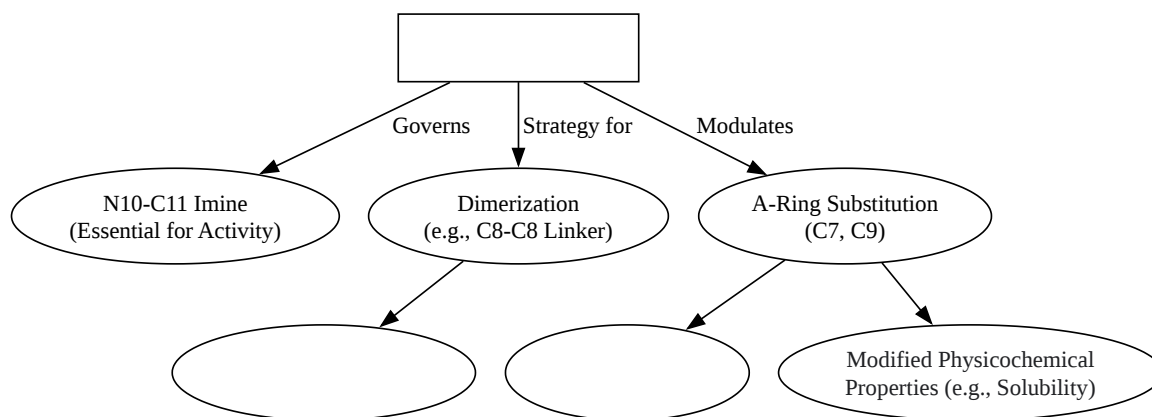 Governs
Strategy for
Modulates
N10-C11 Imine
(Essential for Activity)
Dimerization
(e.g., C8-C8 Linker)
A-Ring Substitution
(C7, C9)
Modified Physicochemical
Properties (e.g., Solubility)